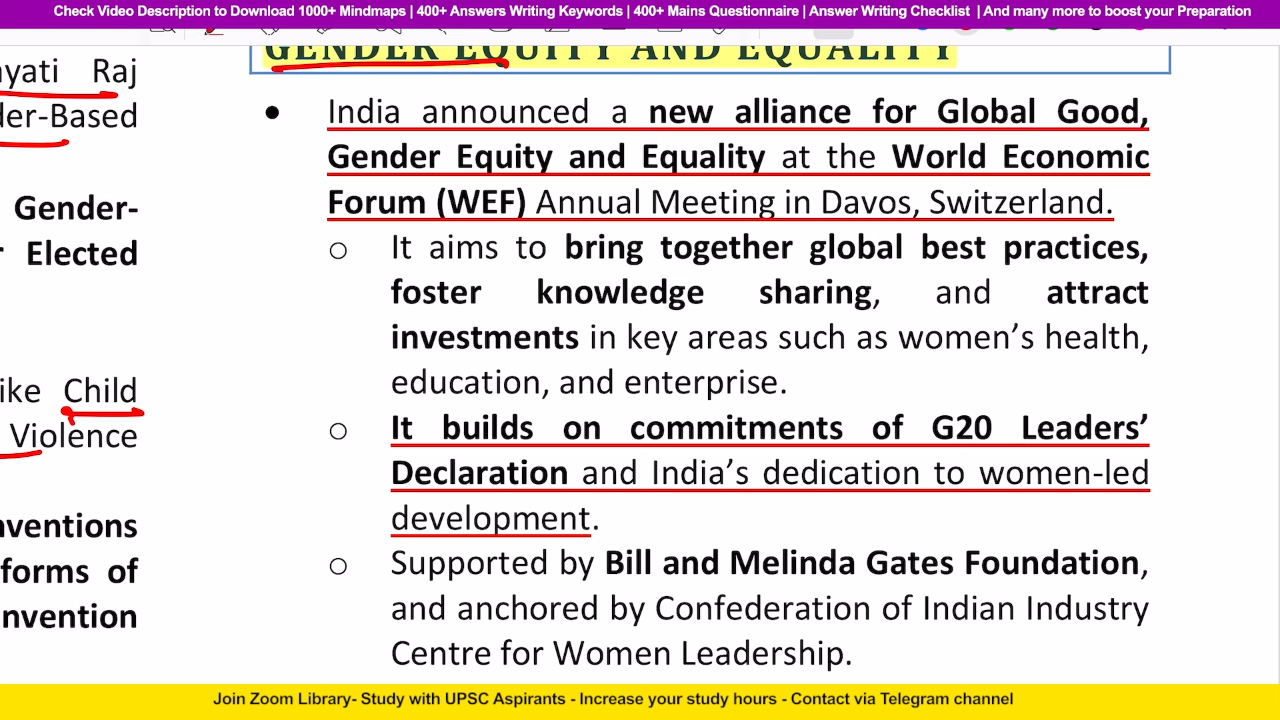 Check Video Description to Download 1000+ Mindmaps | 400+ Answers Writing Keywords | 400+ Mains Questionnaire | Answer Writing Checklist | And many more to boost your Preparation
GENDER EQUITY AND EQUALITY
ayati Raj
der-Based
Gender-
r Elected
ike Child
Violence
nventions
forms of
nvention
• India announced a new alliance for Global Good,
Gender Equity and Equality at the World Economic
Forum (WEF) Annual Meeting in Davos, Switzerland.
o It aims to bring together global best practices,
foster knowledge sharing, and attract
investments in key areas such as women’s health,
education, and enterprise.
o It builds on commitments of G20 Leaders’
Declaration and India’s dedication to women-led
development.
o Supported by Bill and Melinda Gates Foundation,
and anchored by Confederation of Indian Industry
Centre for Women Leadership.
Join Zoom Library- Study with UPSC Aspirants - Increase your study hours - Contact via Telegram channel